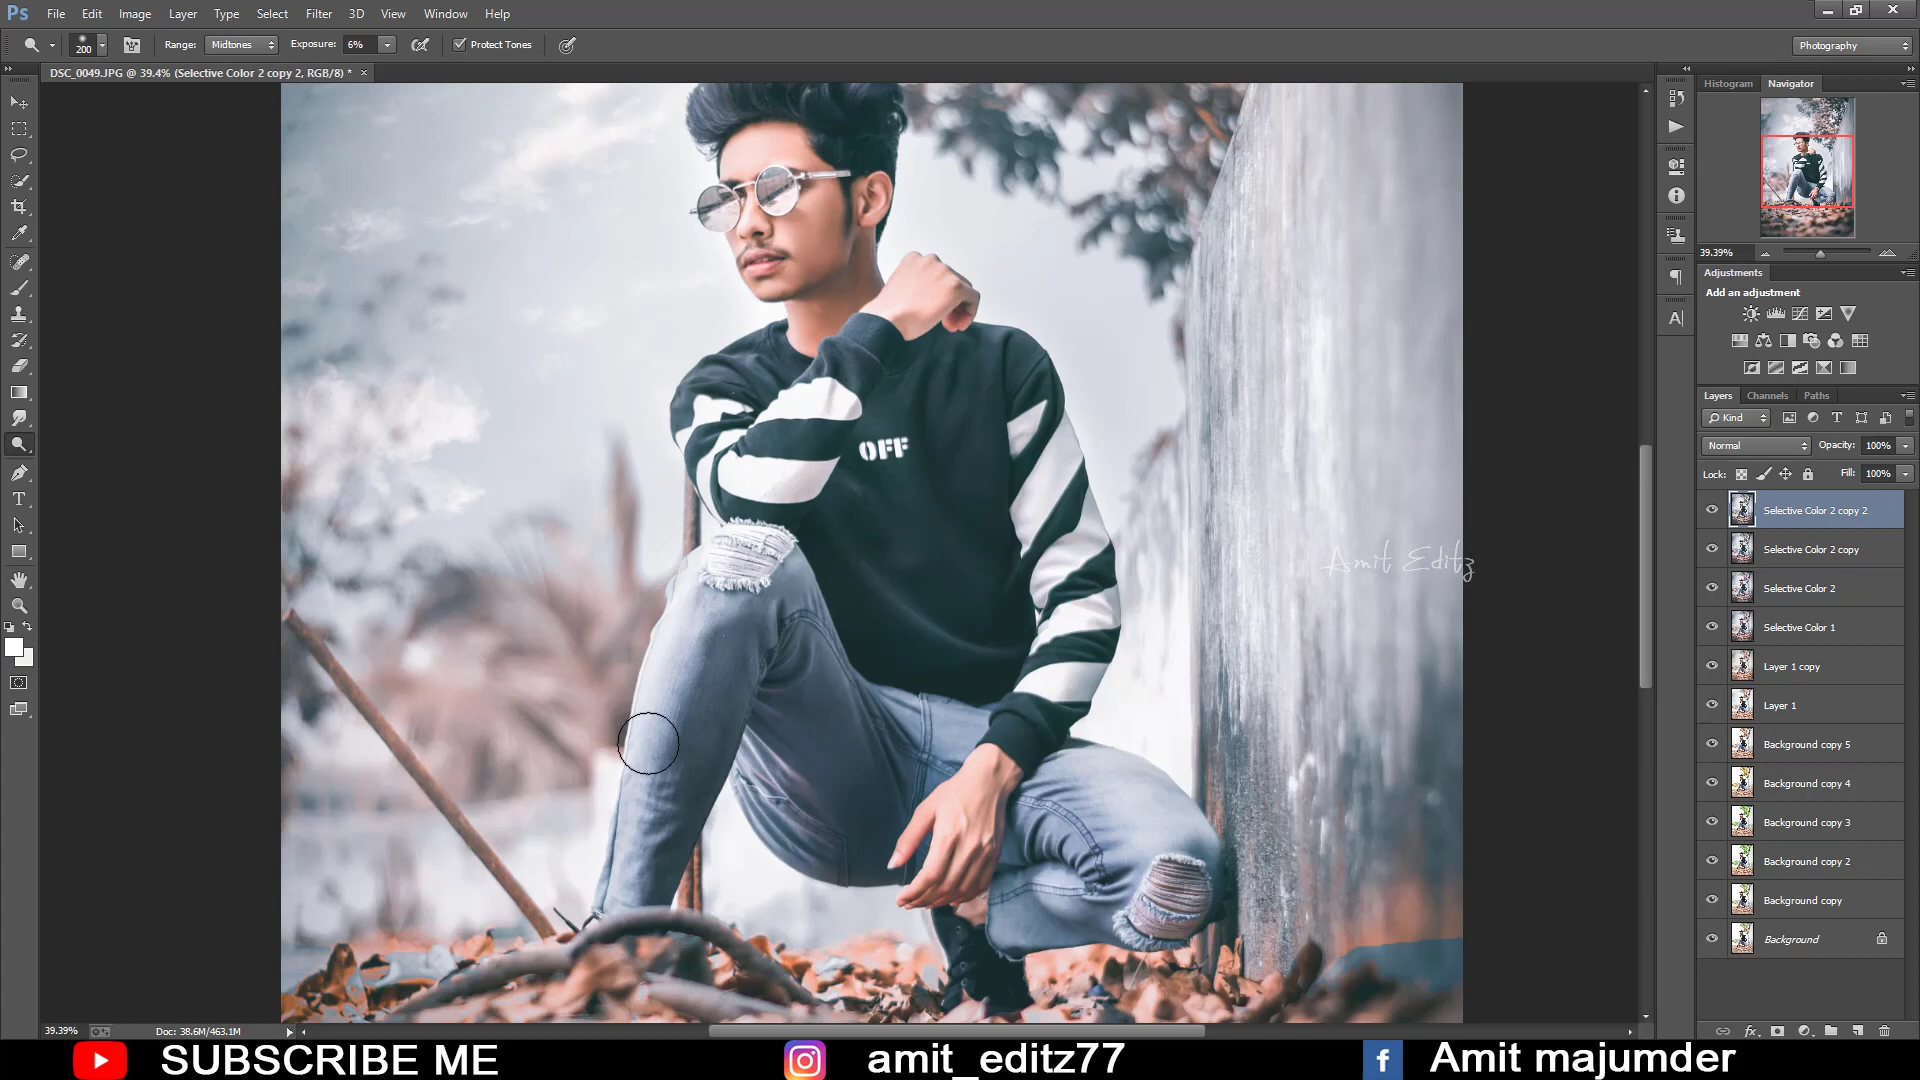 Ps File Edit Image Layer Type Select Filter 3D View Window Help
200 Range: Midtones Exposure: 6% Protect Tones Photography
DSC_0049.JPG @ 39.4% (Selective Color 2 copy 2, RGB/8) * ×
Histogram Navigator
39.39%
Adjustments
Add an adjustment
Layers Channels Paths
Kind
Normal Opacity: 100%
Lock: Fill: 100%
Selective Color 2 copy 2
Selective Color 2 copy
Selective Color 2
Selective Color 1
Layer 1 copy
Layer 1
Background copy 5
Background copy 4
Background copy 3
Background copy 2
Background copy
Background
OFF
Amit Editz
39.39% Doc: 38.6M/463.1M
SUBSCRIBE ME amit_editz77 Amit majumder